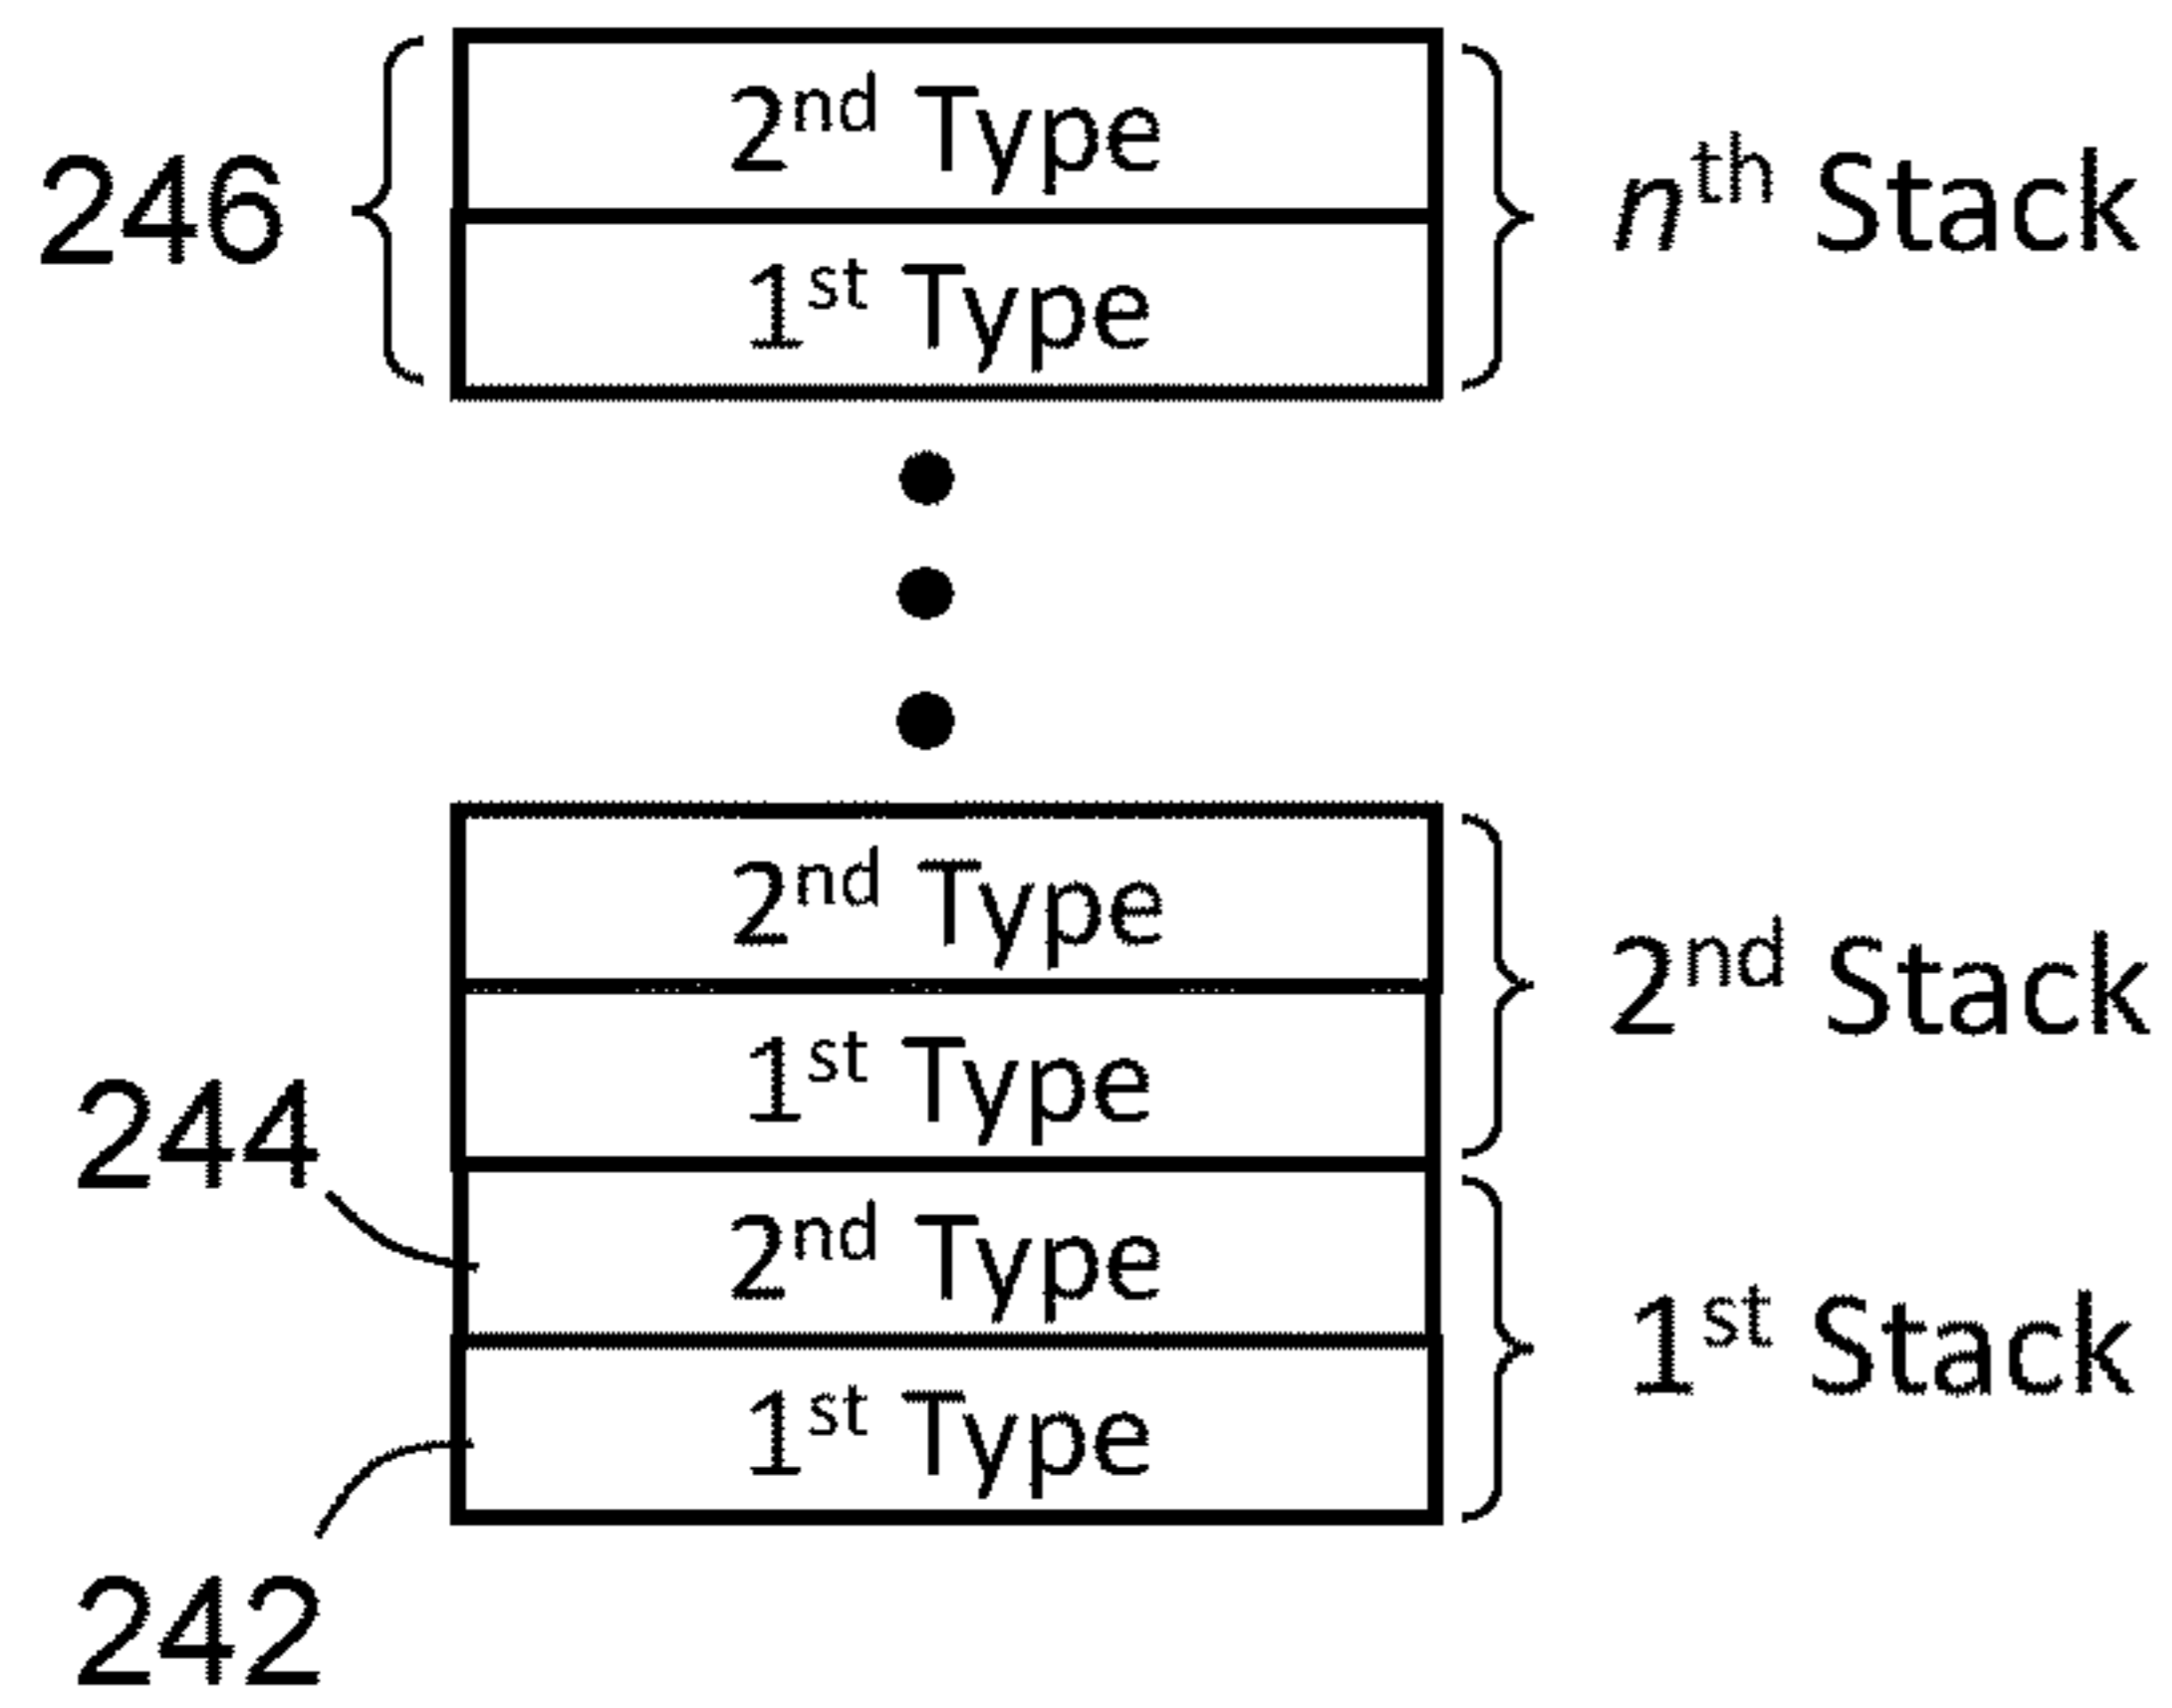 2nd Type
246
nth Stack
1st Type
2nd Type
2nd Stack
1st Type
244
2nd Type
1st Stack
1st Type
242